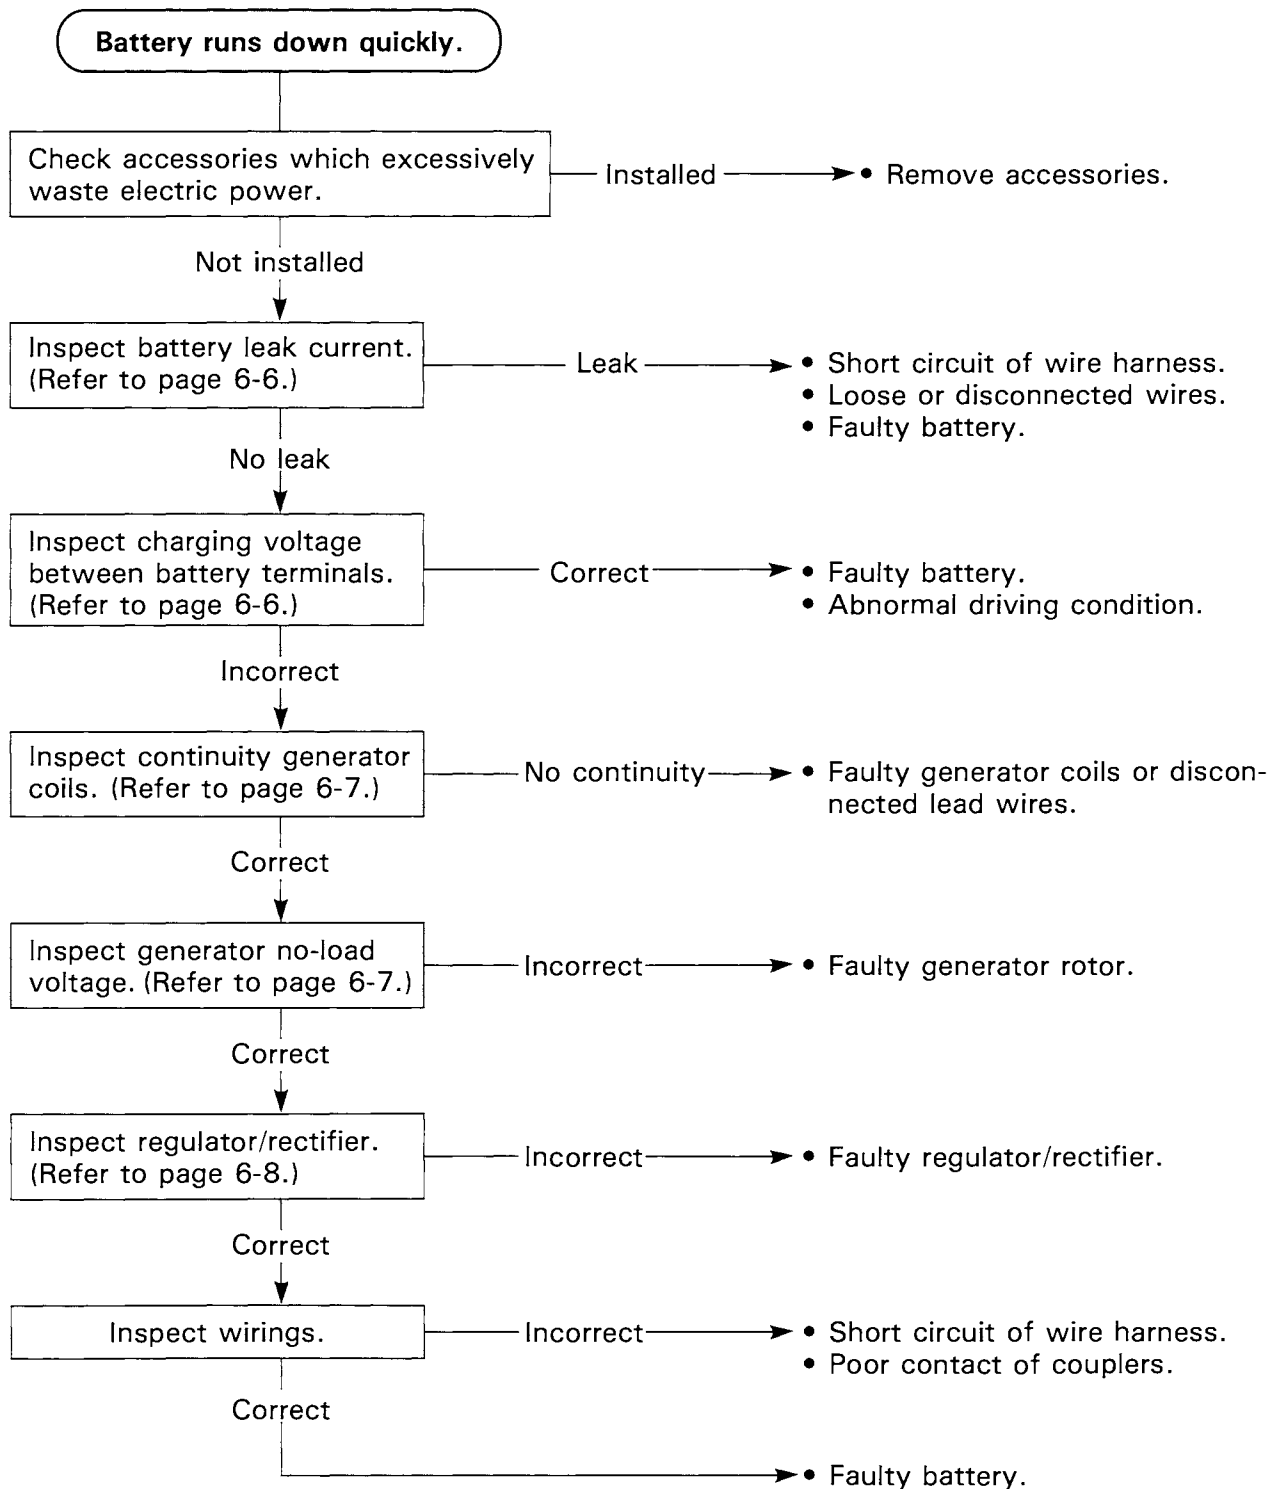 Battery runs down quickly.
Check accessories which excessively
waste electric power.
Installed
• Remove accessories.
Not installed
Inspect battery leak current.
(Refer to page 6-6.)
Leak
• Short circuit of wire harness.
• Loose or disconnected wires.
• Faulty battery.
No leak
Inspect charging voltage
between battery terminals.
(Refer to page 6-6.)
Correct
• Faulty battery.
• Abnormal driving condition.
Incorrect
Inspect continuity generator
coils. (Refer to page 6-7.)
No continuity
• Faulty generator coils or discon-
nected lead wires.
Correct
Inspect generator no-load
voltage. (Refer to page 6-7.)
Incorrect
• Faulty generator rotor.
Correct
Inspect regulator/rectifier.
(Refer to page 6-8.)
Incorrect
• Faulty regulator/rectifier.
Correct
Inspect wirings.
Incorrect
• Short circuit of wire harness.
• Poor contact of couplers.
Correct
• Faulty battery.